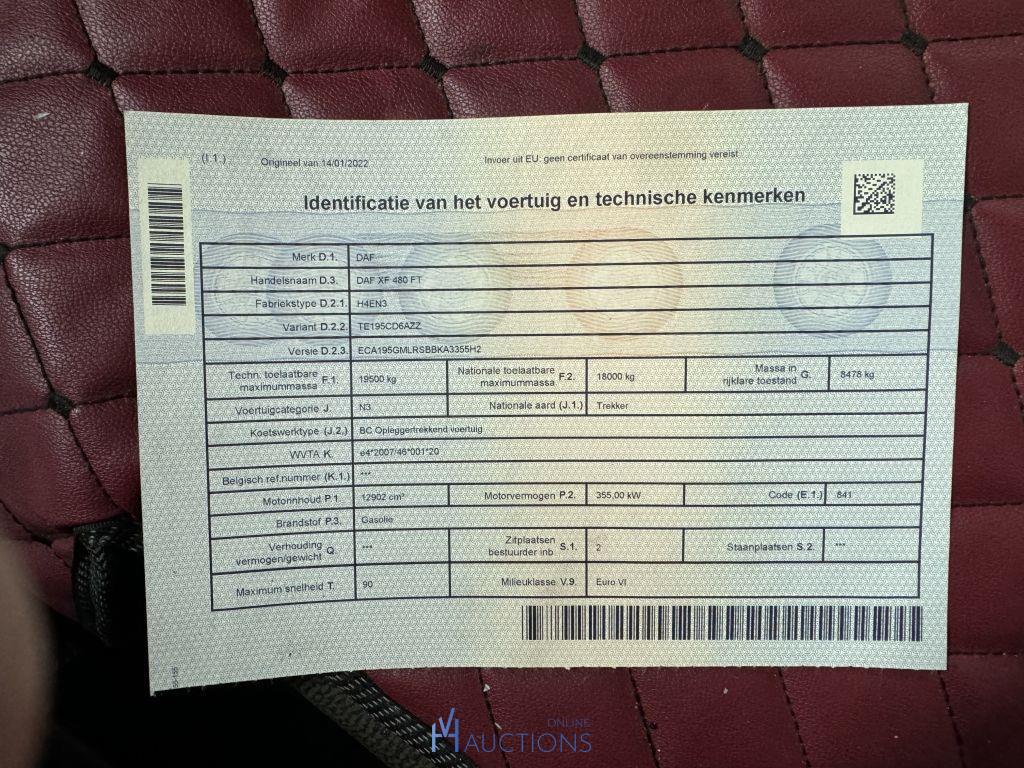 (I.1.) Origineel van 14/01/2022 Invoer uit EU: geen certificaat van overeenstemming vereist
Identificatie van het voertuig en technische kenmerken
Merk D.1. DAF
Handelsnaam D.3. DAF XF 480 FT
Fabriekstype D.2.1. H4EN3
Variant D.2.2. TE195CD6AZZ
Versie D.2.3. ECA195GMLRSBBKA3355H2
Techn. toelaatbare maximummassa F.1. 19500 kg Nationale toelaatbare maximummassa F.2. 18000 kg Massa in rijklare toestand G. 8478 kg
Voertuigcategorie J. N3 Nationale aard (J.1.) Trekker
Koetswerktype (J.2.) BC Opleggertrekkend voertuig
WVTA K. e4*2007/46*001*20
Belgisch ref.nummer (K.1.) ***
Motorinhoud P.1. 12902 cm³ Motorvermogen P.2. 355,00 kW Code (E.1.) 841
Brandstof P.3. Gasolie
Verhouding vermogen/gewicht Q. *** Zitplaatsen bestuurder inb. S.1. 2 Staanplaatsen S.2. ***
Maximum snelheid T. 90 Milieuklasse V.9. Euro VI
ONLINE
AUCTIONS